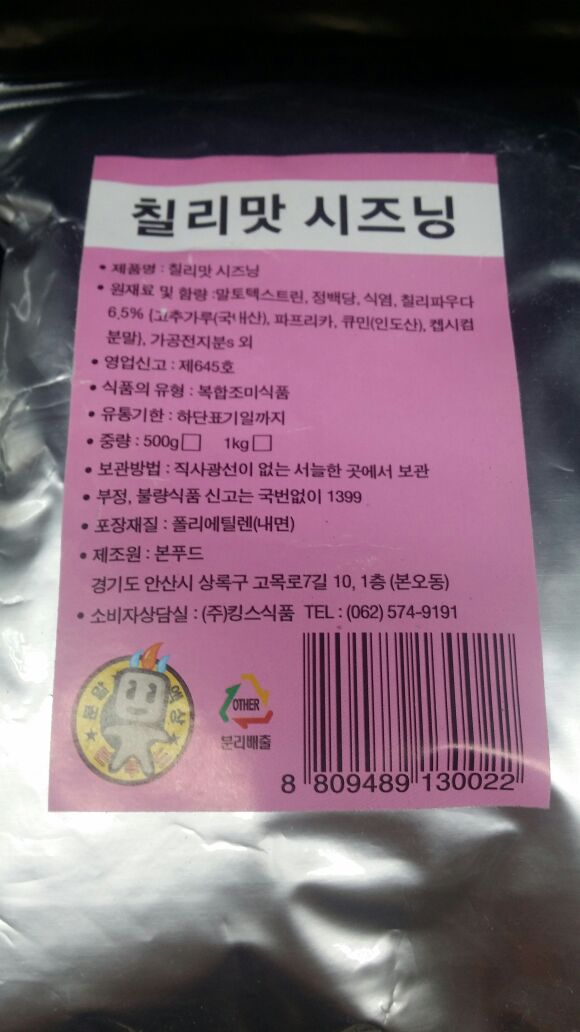 칠리맛 시즈닝
• 제품명 : 칠리맛 시즈닝
• 원재료 및 함량 :말토텍스트린, 정백당, 식염, 칠리파우다
6,5% {고추가루(국내산), 파프리카, 큐민(인도산), 켑시컴
분말}, 가공전지분s 외
• 영업신고 : 제645호
• 식품의 유형 : 복합조미식품
• 유통기한 : 하단표기일까지
• 중량 : 500g□ 1kg□
• 보관방법 : 직사광선이 없는 서늘한 곳에서 보관
• 부정, 불량식품 신고는 국번없이 1399
• 포장재질 : 폴리에틸렌(내면)
• 제조원 : 본푸드
경기도 안산시 상록구 고목로7길 10, 1층 (본오동)
• 소비자상담실 : (주)킹스식품 TEL : (062) 574-9191
OTHER
분리배출
8 809489 130022